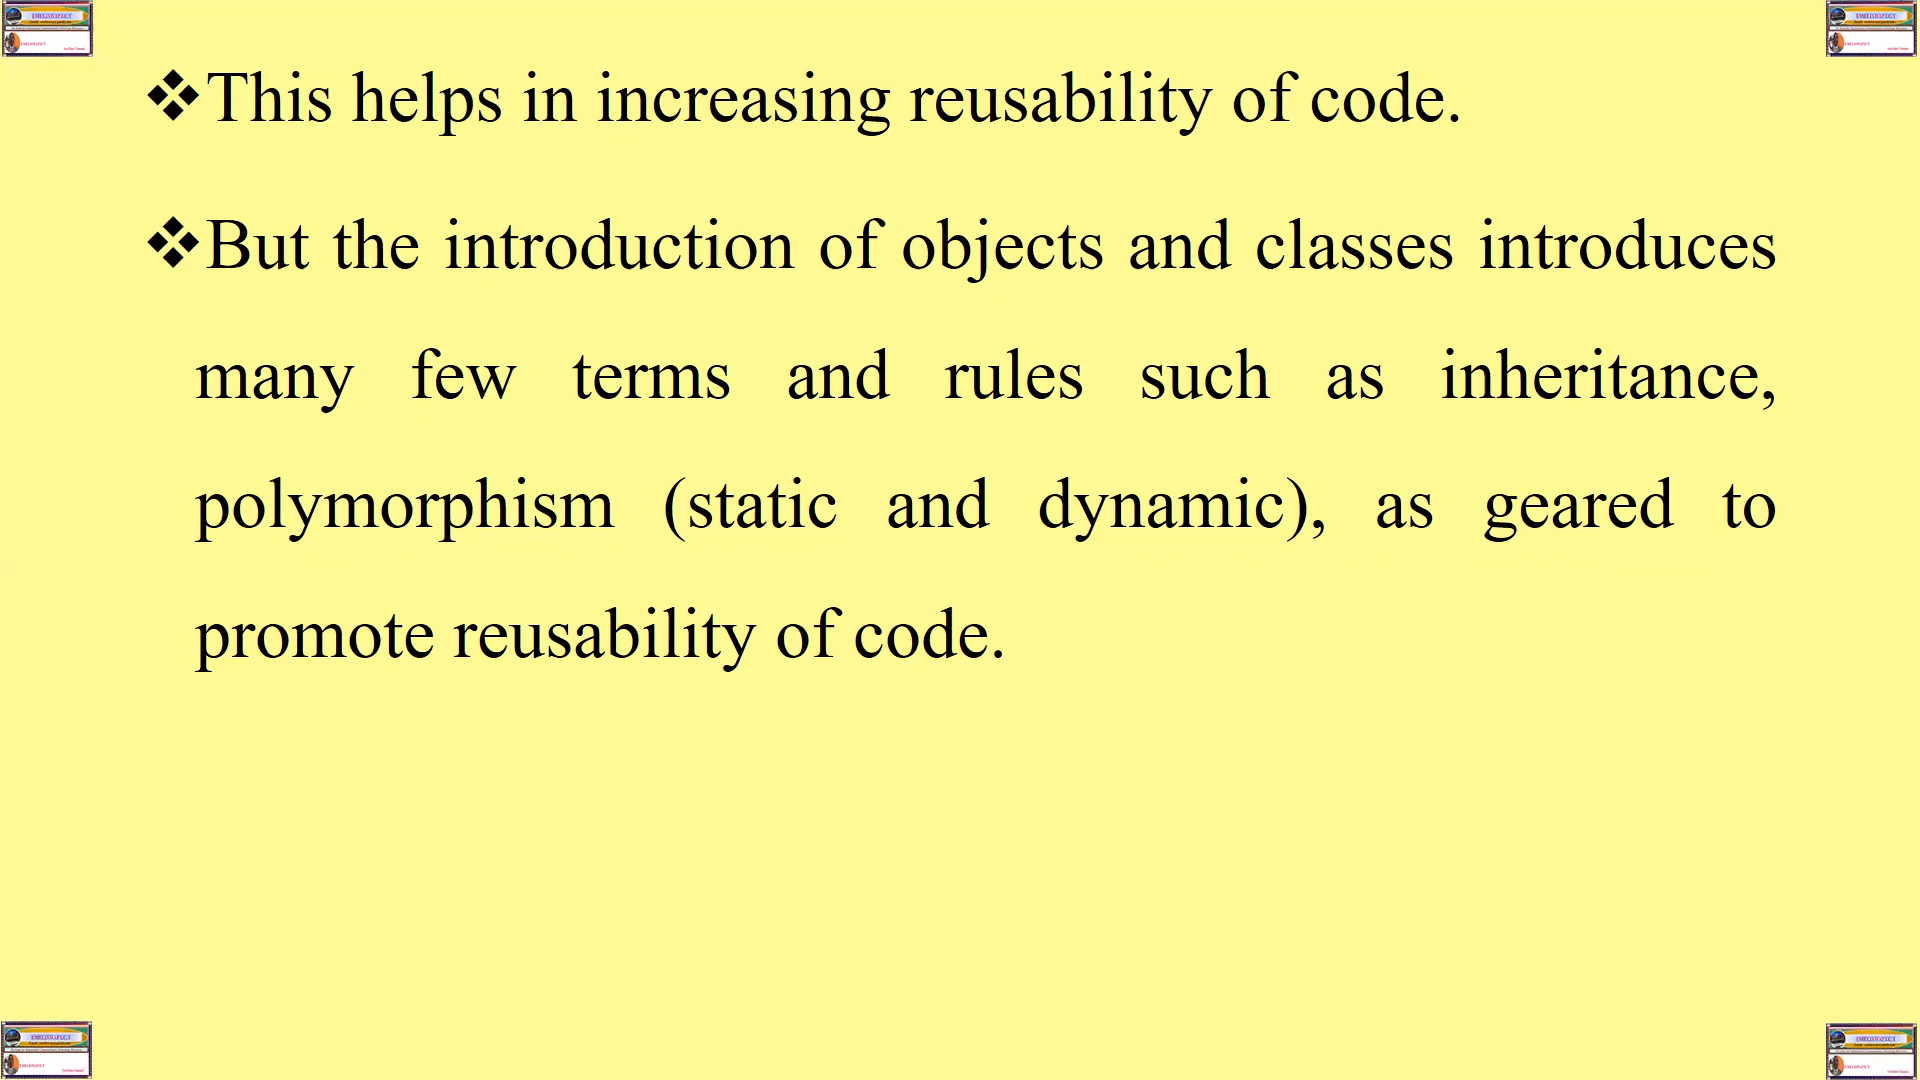 ❖This helps in increasing reusability of code.
❖But the introduction of objects and classes introduces
many few terms and rules such as inheritance,
polymorphism (static and dynamic), as geared to
promote reusability of code.